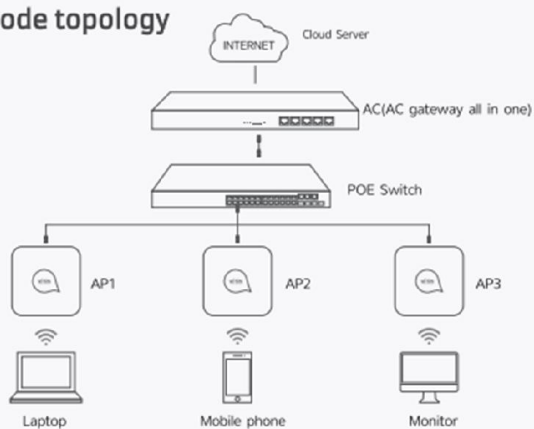 ode topology
INTERNET
Cloud Server
AC(AC gateway all in one)
POE Switch
AP1
AP2
AP3
Laptop
Mobile phone
Monitor